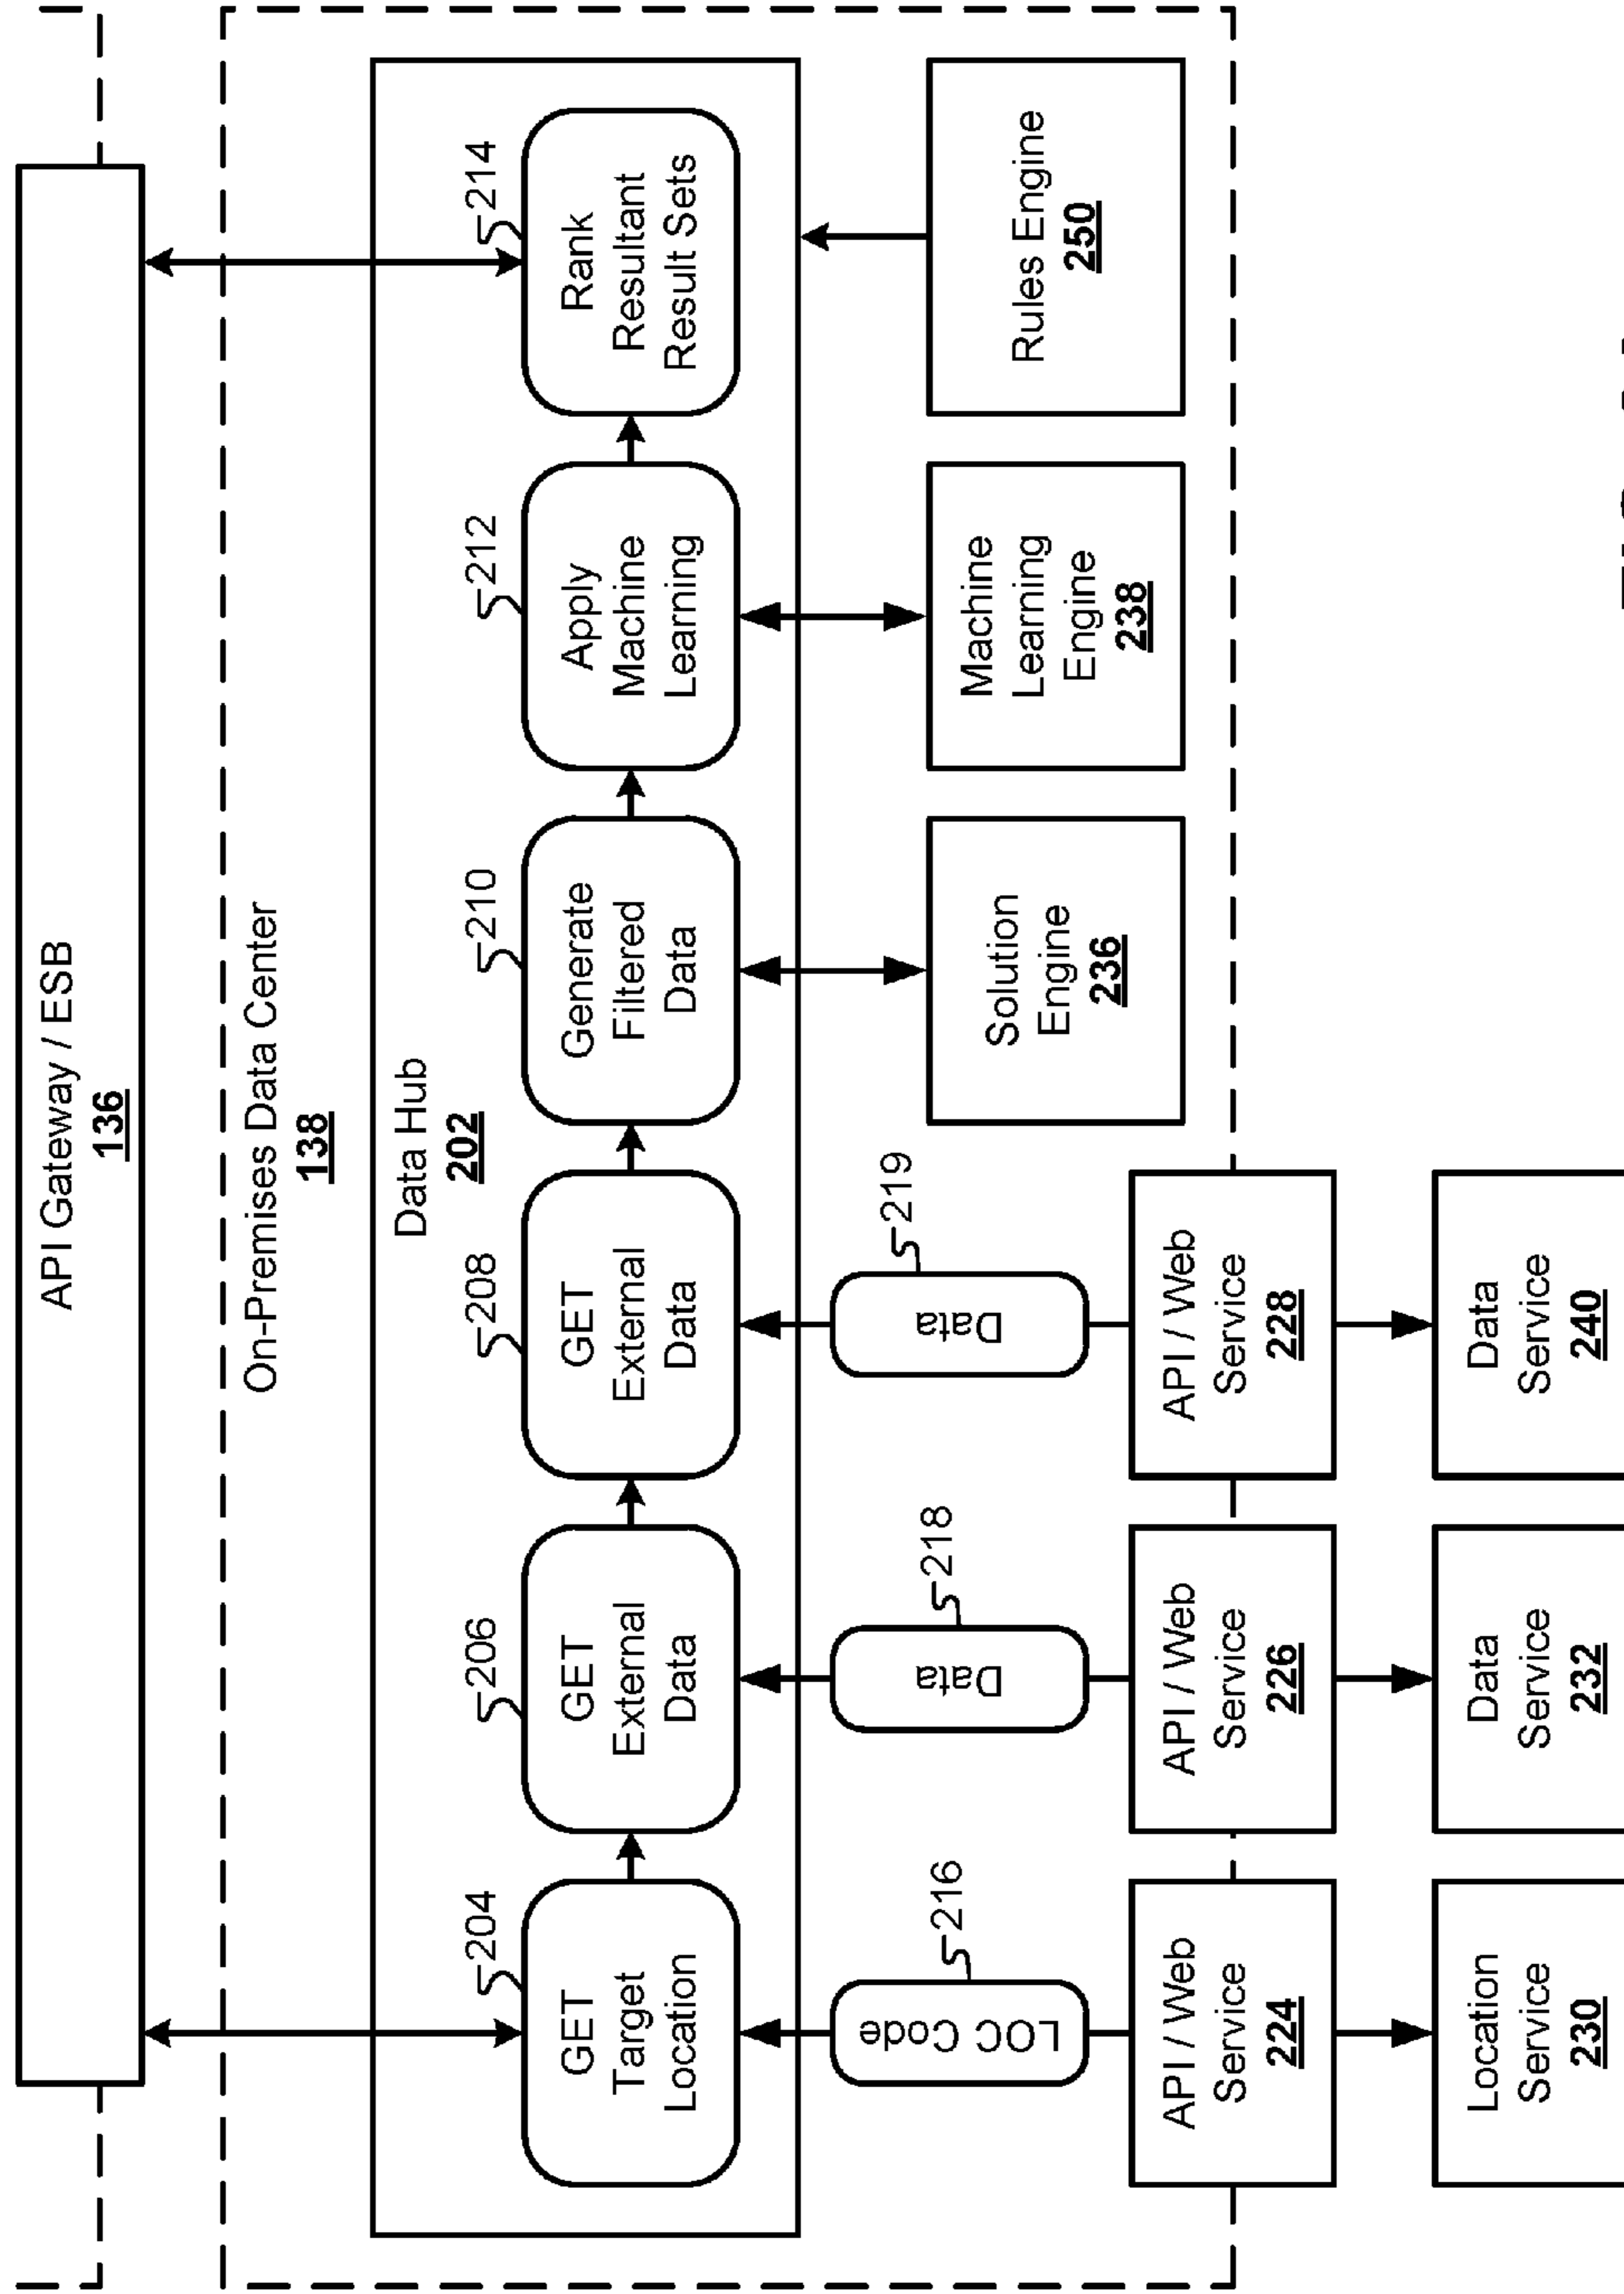 API Gateway / ESB
136
On-Premises Data Center
138
Data Hub
202
204
GET
Target
Location
206
GET
External
Data
208
GET
External
Data
210
Generate
Filtered
Data
212
Apply
Machine
Learning
214
Rank
Resultant
Result Sets
LOC Code
216
Data
218
Data
219
API / Web
Service
224
API / Web
Service
226
API / Web
Service
228
Solution
Engine
236
Machine
Learning
Engine
238
Rules Engine
250
Location
Service
230
Data
Service
232
Data
Service
240